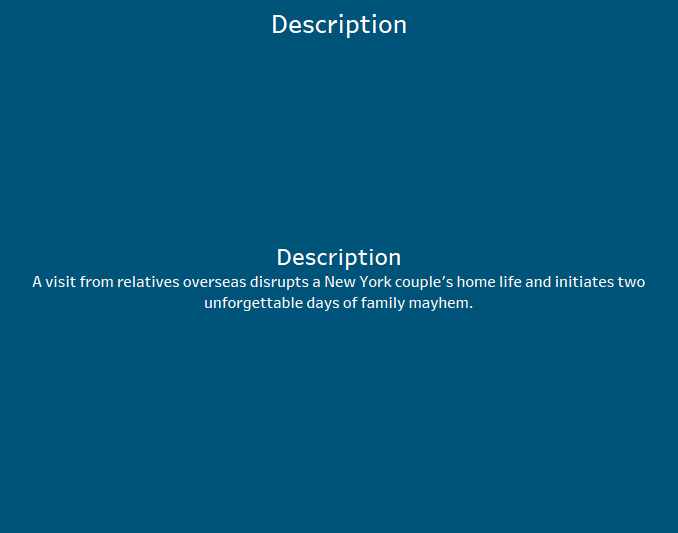 Description
Description
A visit from relatives overseas disrupts a New York couple’s home life and initiates two
unforgettable days of family mayhem.